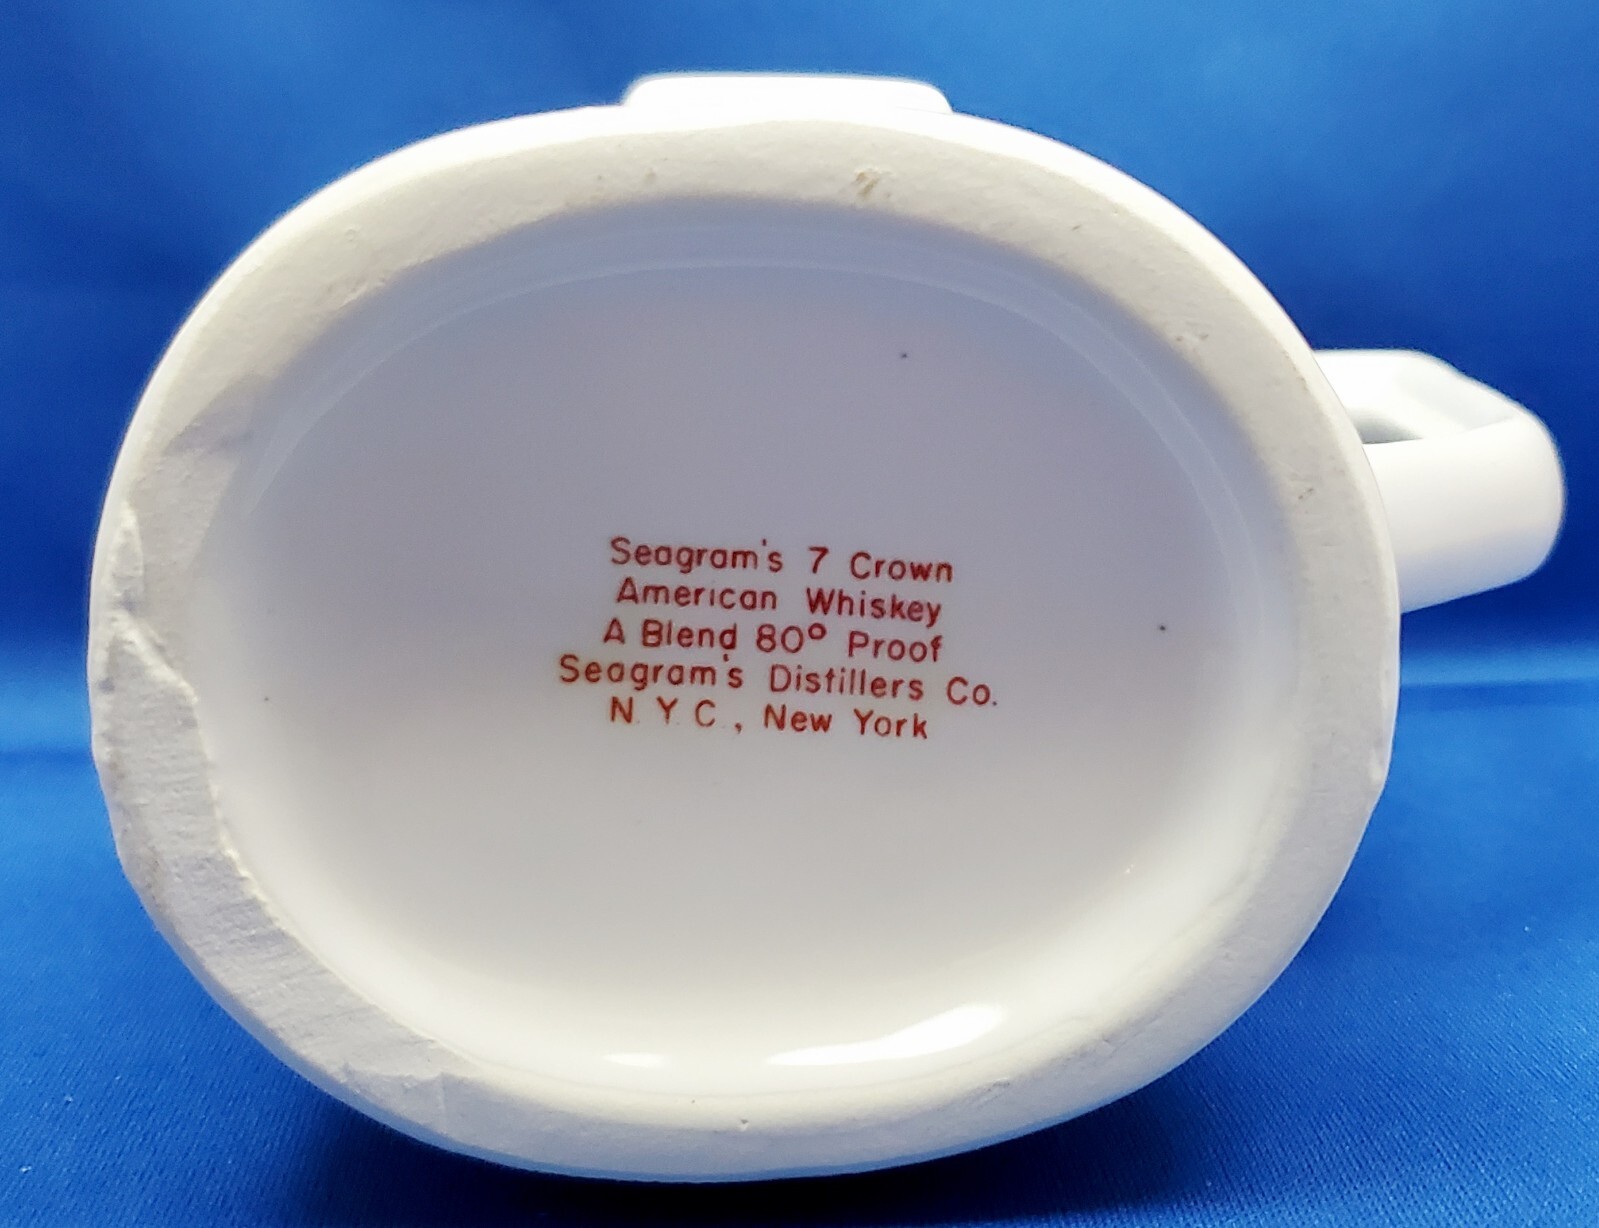 Seagram's 7 Crown
American Whiskey
A Blend 80° Proof
Seagram's Distillers Co.
N.Y.C., New York